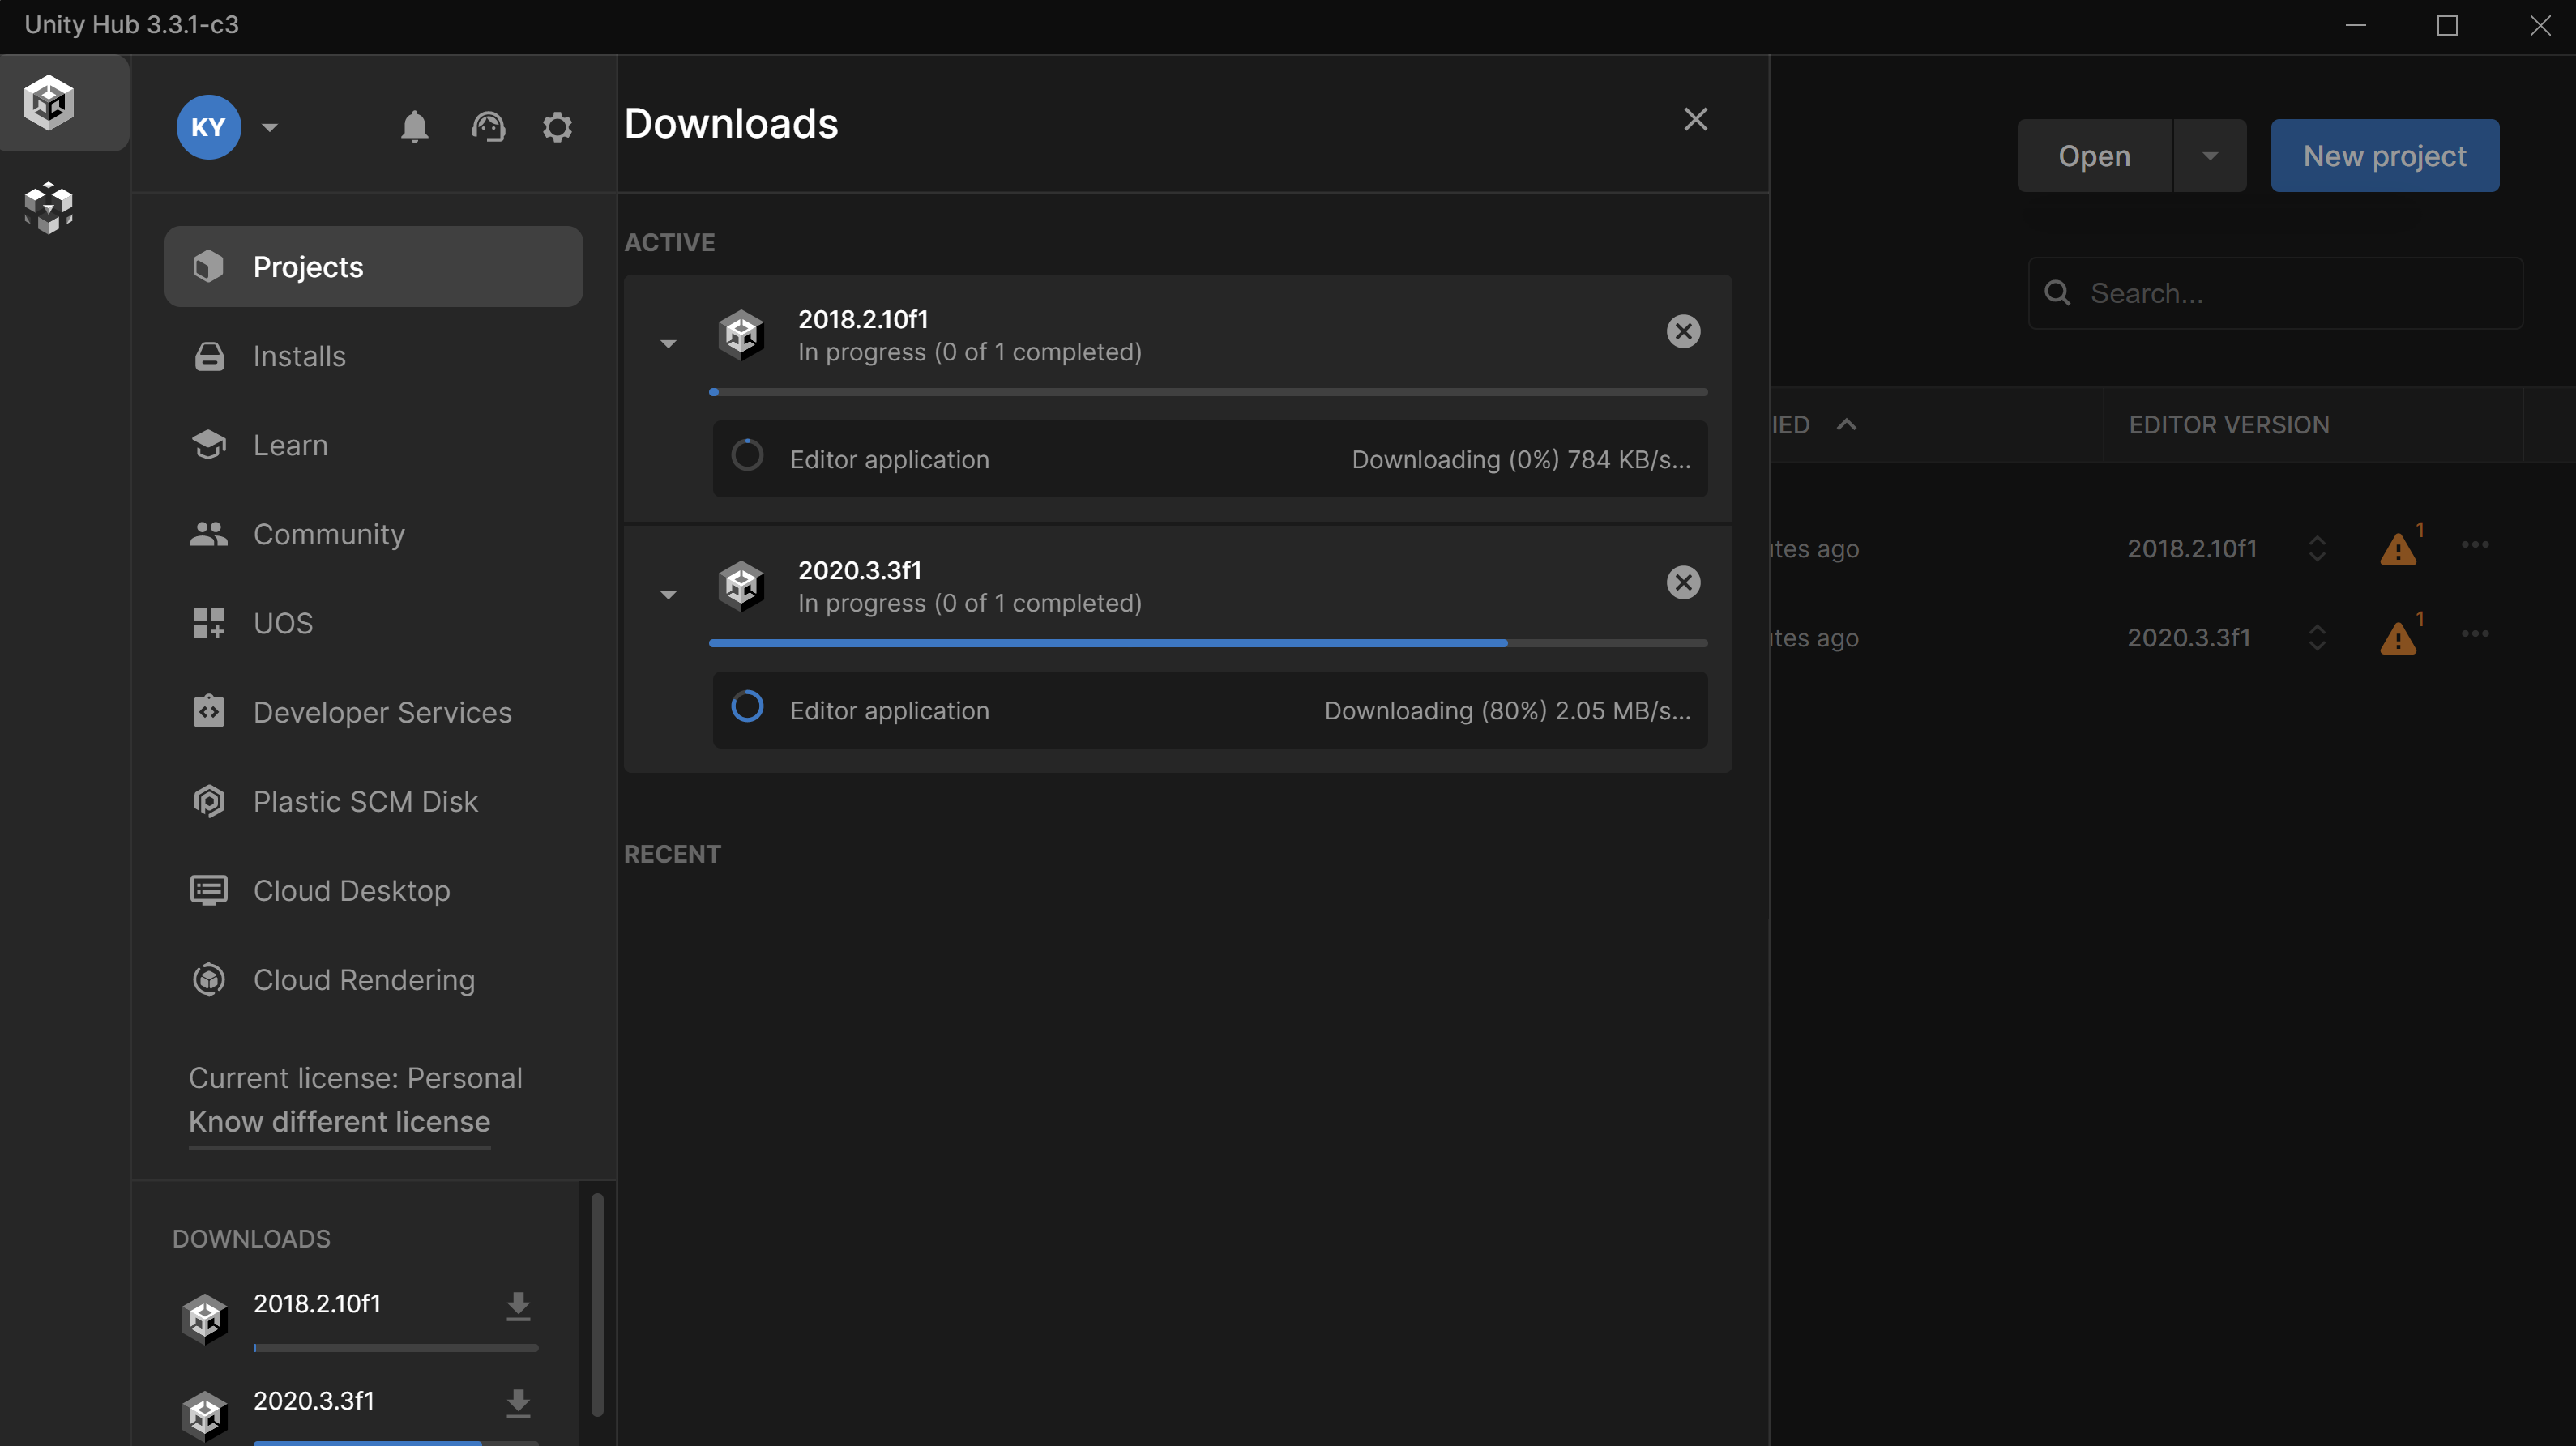 Unity Hub 3.3.1-c3
KY
Projects
Installs
Learn
Community
UOS
Developer Services
Plastic SCM Disk
Cloud Desktop
Cloud Rendering
Current license: Personal
Know different license
DOWNLOADS
2018.2.10f1
2020.3.3f1
Downloads
ACTIVE
2018.2.10f1
In progress (0 of 1 completed)
Editor application Downloading (0%) 784 KB/s...
2020.3.3f1
In progress (0 of 1 completed)
Editor application Downloading (80%) 2.05 MB/s...
RECENT
Open New project
Search...
IED EDITOR VERSION
utes ago 2018.2.10f1 1
utes ago 2020.3.3f1 1